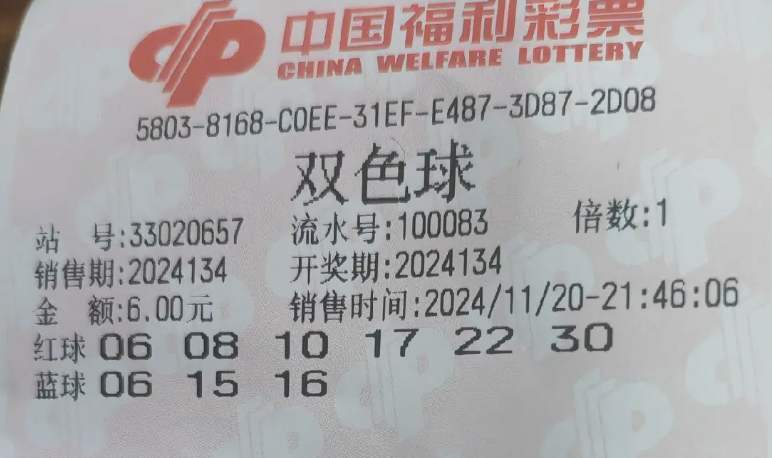 中国福利彩票
CHINA WELFARE LOTTERY
5803-8168-C0EE-31EF-E487-3D87-2D08
双色球
站 号:33020657 流水号:100083 倍数:1
销售期:2024134 开奖期:2024134
金 额:6.00元 销售时间:2024/11/20-21:46:06
红球 06 08 10 17 22 30
蓝球 06 15 16